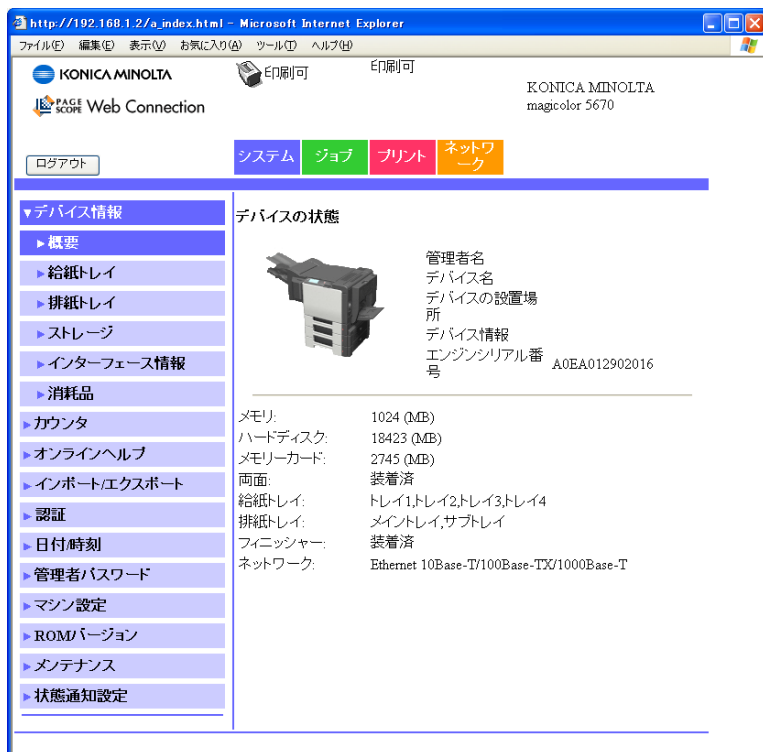 http://192.168.1.2/a_index.html - Microsoft Internet Explorer
ファイル(F) 編集(E) 表示(V) お気に入り(A) ツール(T) ヘルプ(H)
KONICA MINOLTA
印刷可
印刷可
KONICA MINOLTA
magicolor 5670
PAGE SCOPE Web Connection
ログアウト
システム
ジョブ
プリント
ネットワ
ーク
▼デバイス情報
►概要
►給紙トレイ
►排紙トレイ
►ストレージ
►インターフェース情報
►消耗品
►カウンタ
►オンラインヘルプ
►インポート/エクスポート
►認証
►日付/時刻
►管理者パスワード
►マシン設定
►ROMバージョン
►メンテナンス
►状態通知設定
デバイスの状態
管理者名
デバイス名
デバイスの設置場
所
デバイス情報
エンジンシリアル番
号 A0EA012902016
メモリ: 1024 (MB)
ハードディスク: 18423 (MB)
メモリーカード: 2745 (MB)
両面: 装着済
給紙トレイ: トレイ1,トレイ2,トレイ3,トレイ4
排紙トレイ: メイントレイ,サブトレイ
フィニッシャー: 装着済
ネットワーク: Ethernet 10Base-T/100Base-TX/1000Base-T